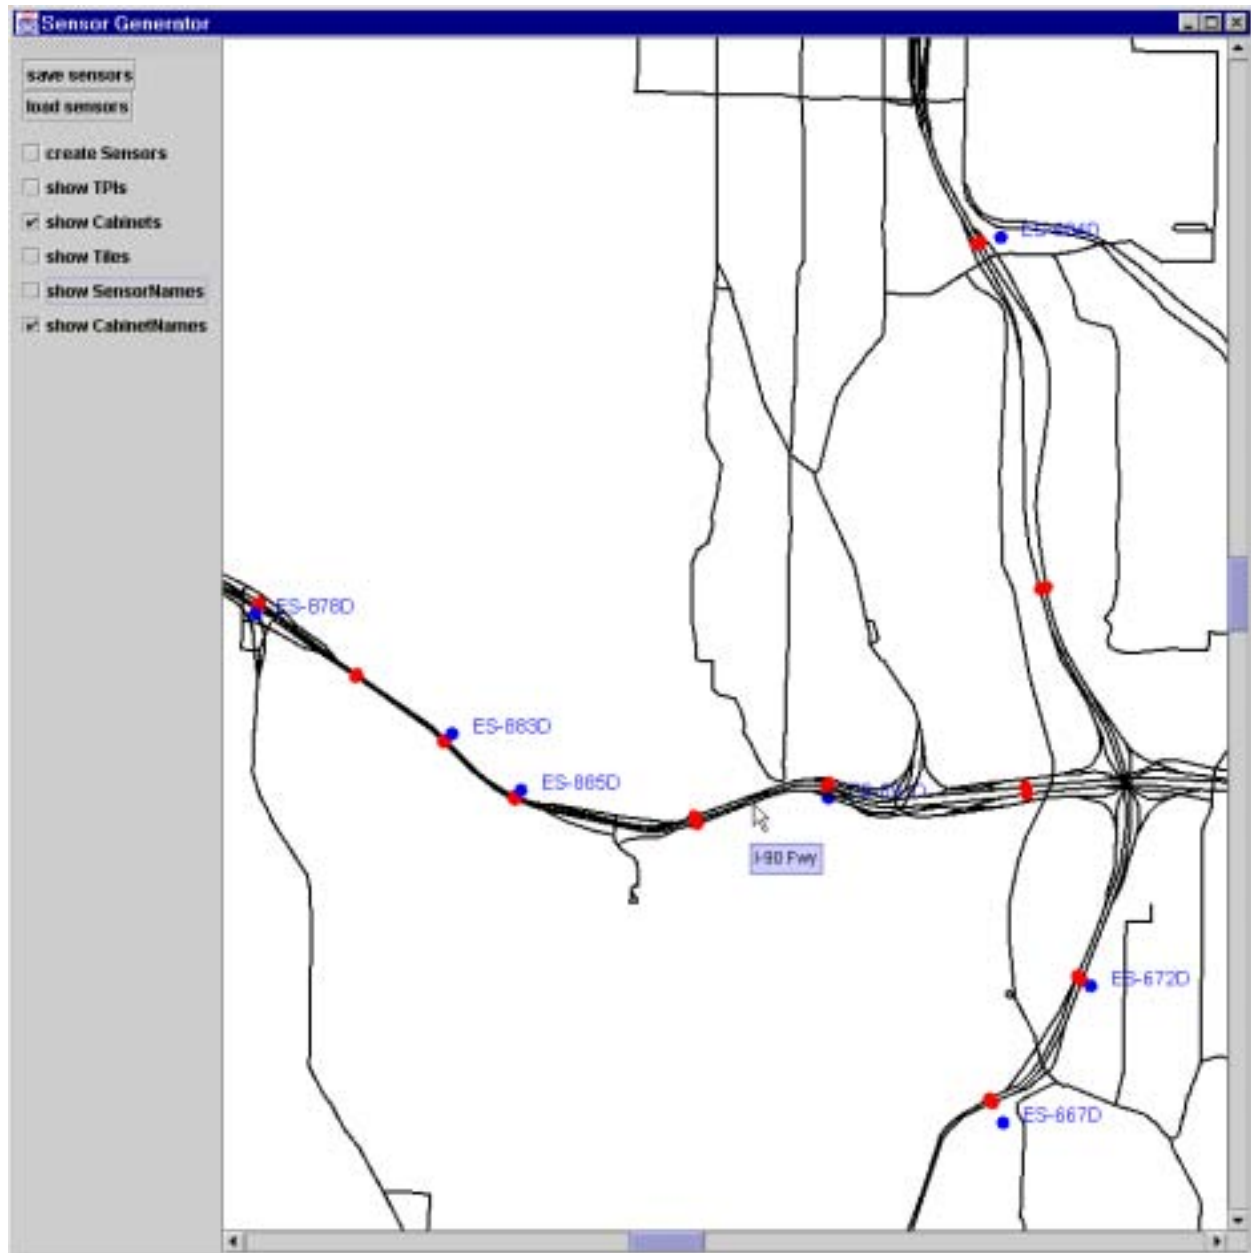 Sensor Generator
save sensors
load sensors
create Sensors
show TPIs
show Cabinets
show Tiles
show SensorNames
show CabinetNames
ES-878D
ES-883D
ES-885D
I-90 Fwy
ES-672D
ES-667D